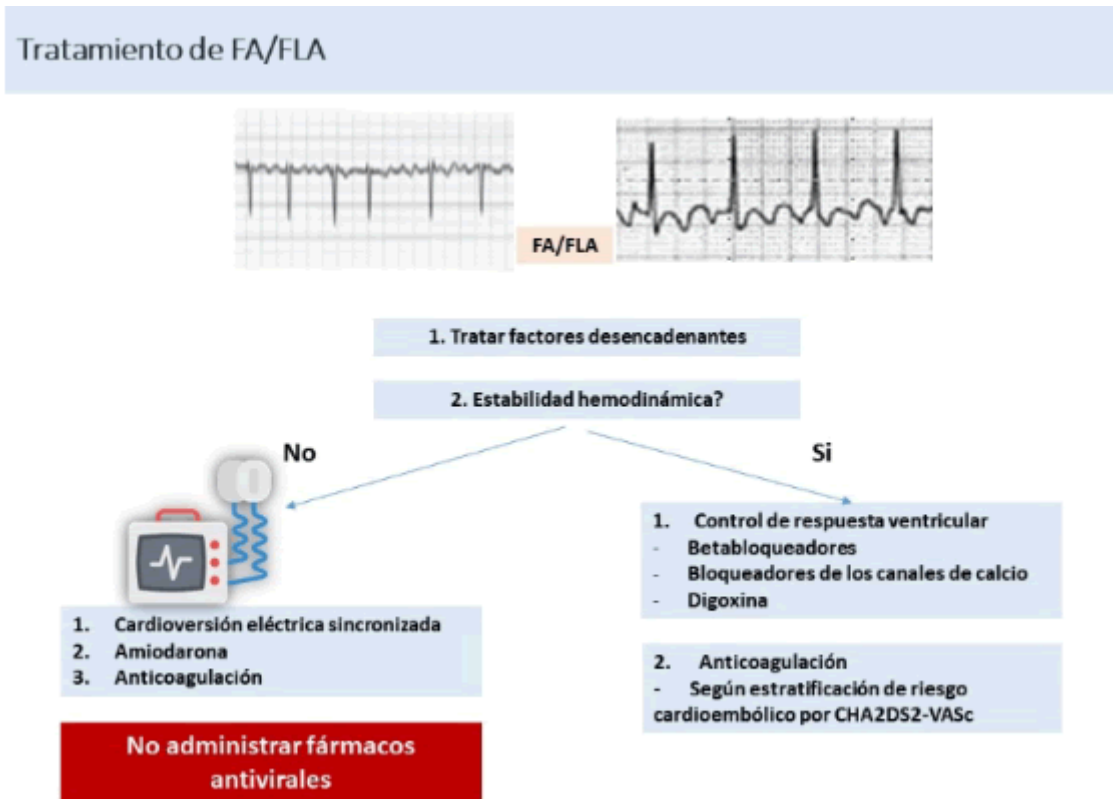 Tratamiento de FA/FLA
FA/FLA
1. Tratar factores desencadenantes
2. Estabilidad hemodinámica?
No
Si
1. Cardioversión eléctrica sincronizada
2. Amiodarona
3. Anticoagulación
No administrar fármacos
antivirales
1. Control de respuesta ventricular
- Betabloqueadores
- Bloqueadores de los canales de calcio
- Digoxina
2. Anticoagulación
- Según estratificación de riesgo
cardioembólico por CHA2DS2-VASc